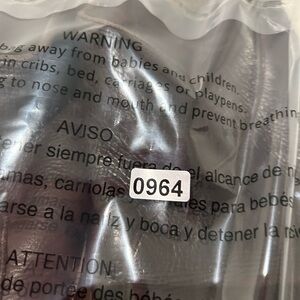 WARNING
bag away from babies and children.
in cribs, bed, carriages or playpens.
to nose and mouth and prevent breathing
AVISO
siempre fuera del alcance de
camas, carriolas para bebés
a la nariz y boca y detener la
0964
ATTENTION
de portée des bébés